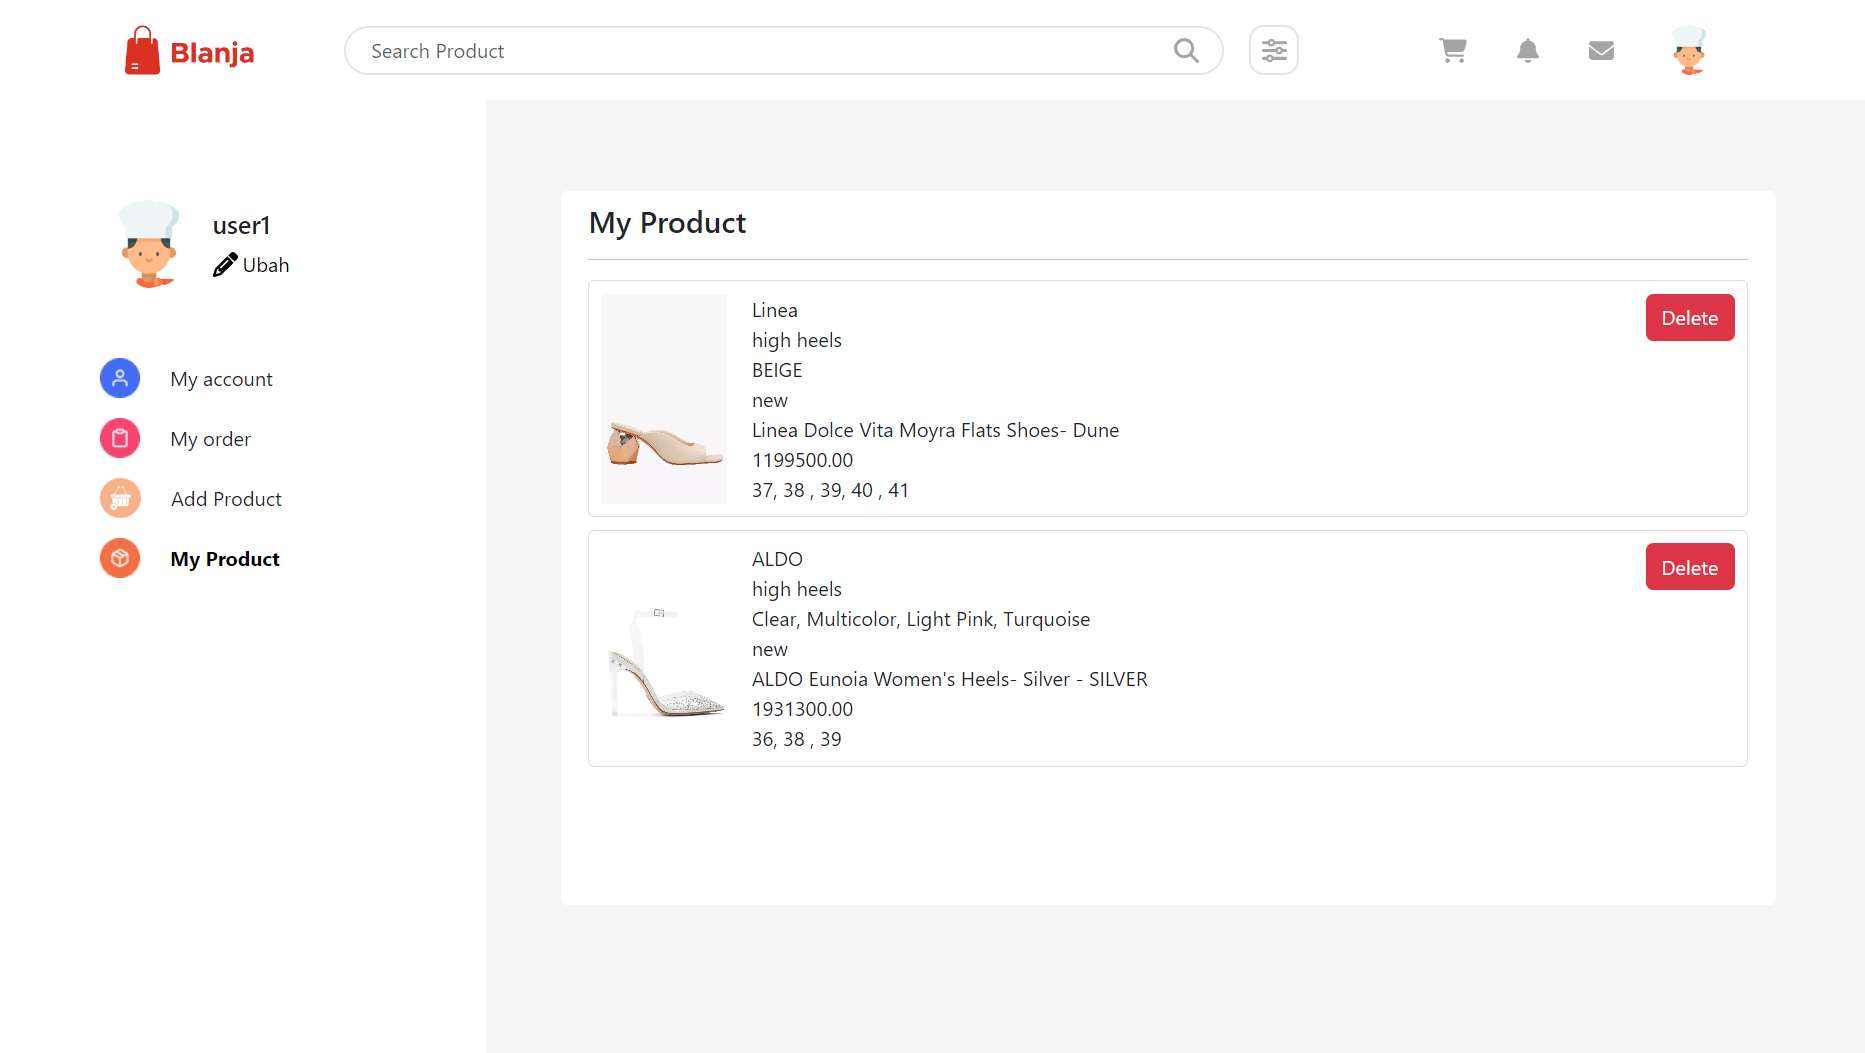 Blanja
Search Product
user1
Ubah
My account
My order
Add Product
My Product
My Product
Linea
high heels
BEIGE
new
Linea Dolce Vita Moyra Flats Shoes- Dune
1199500.00
37, 38 , 39, 40 , 41
Delete
ALDO
high heels
Clear, Multicolor, Light Pink, Turquoise
new
ALDO Eunoia Women's Heels- Silver - SILVER
1931300.00
36, 38 , 39
Delete